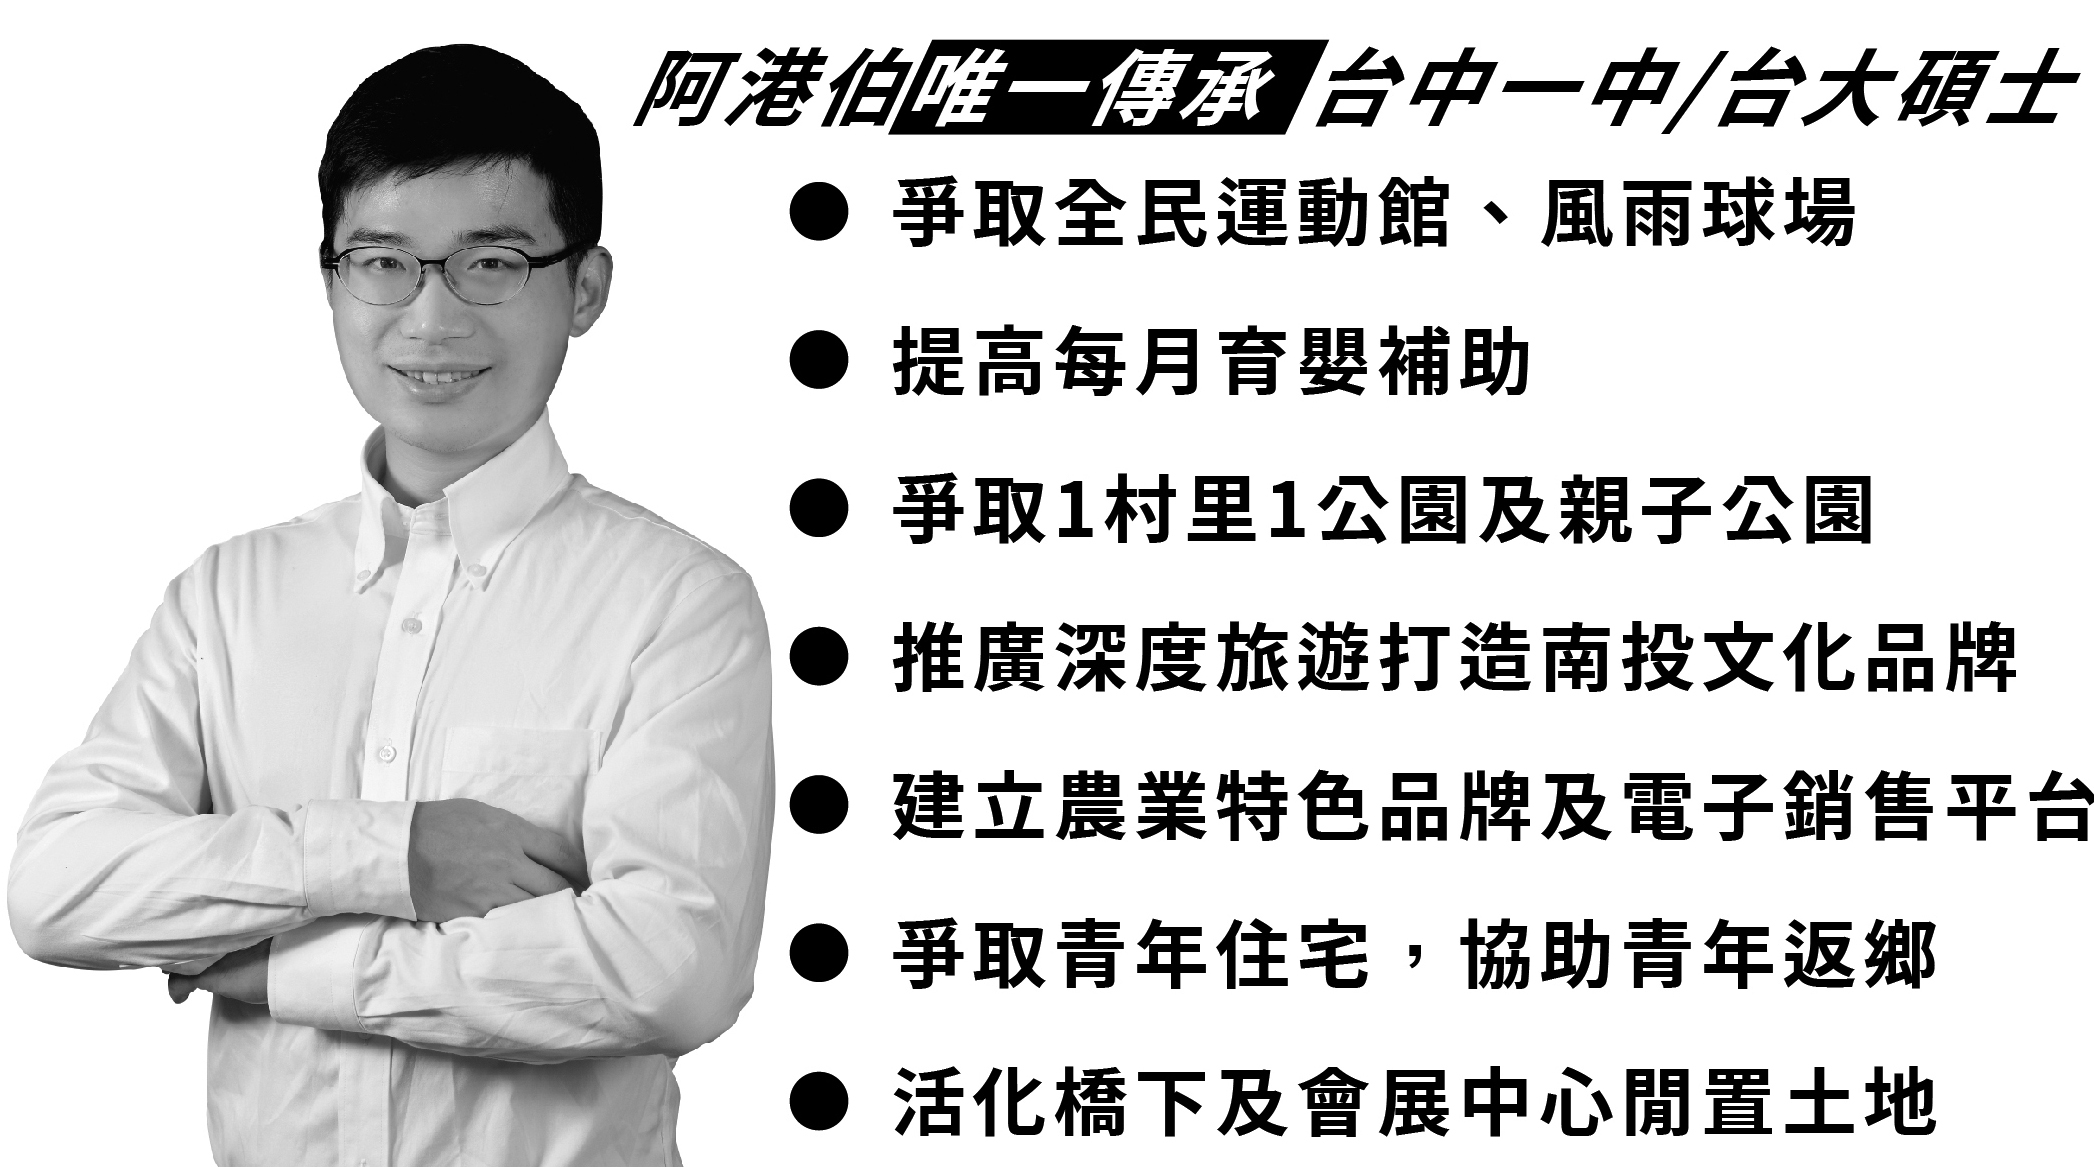 阿港伯唯一傳承 台中一中/台大碩士
● 爭取全民運動館、風雨球場
● 提高每月育嬰補助
● 爭取1村里1公園及親子公園
● 推廣深度旅遊打造南投文化品牌
● 建立農業特色品牌及電子銷售平台
● 爭取青年住宅，協助青年返鄉
● 活化橋下及會展中心閒置土地